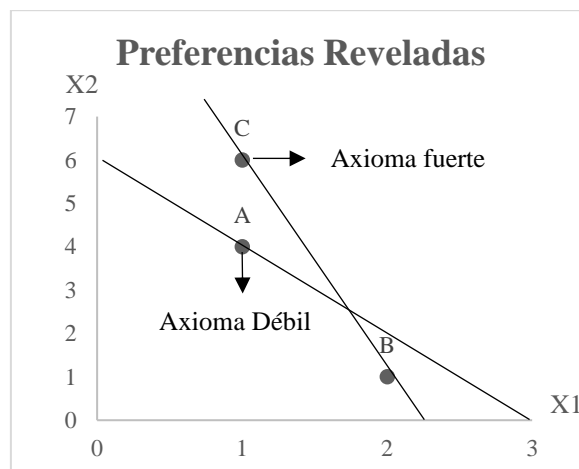 Preferencias Reveladas
X2
7
C
6
Axioma fuerte
5
A
4
3
Axioma Débil
2
B
1
0
X1
0
1
2
3